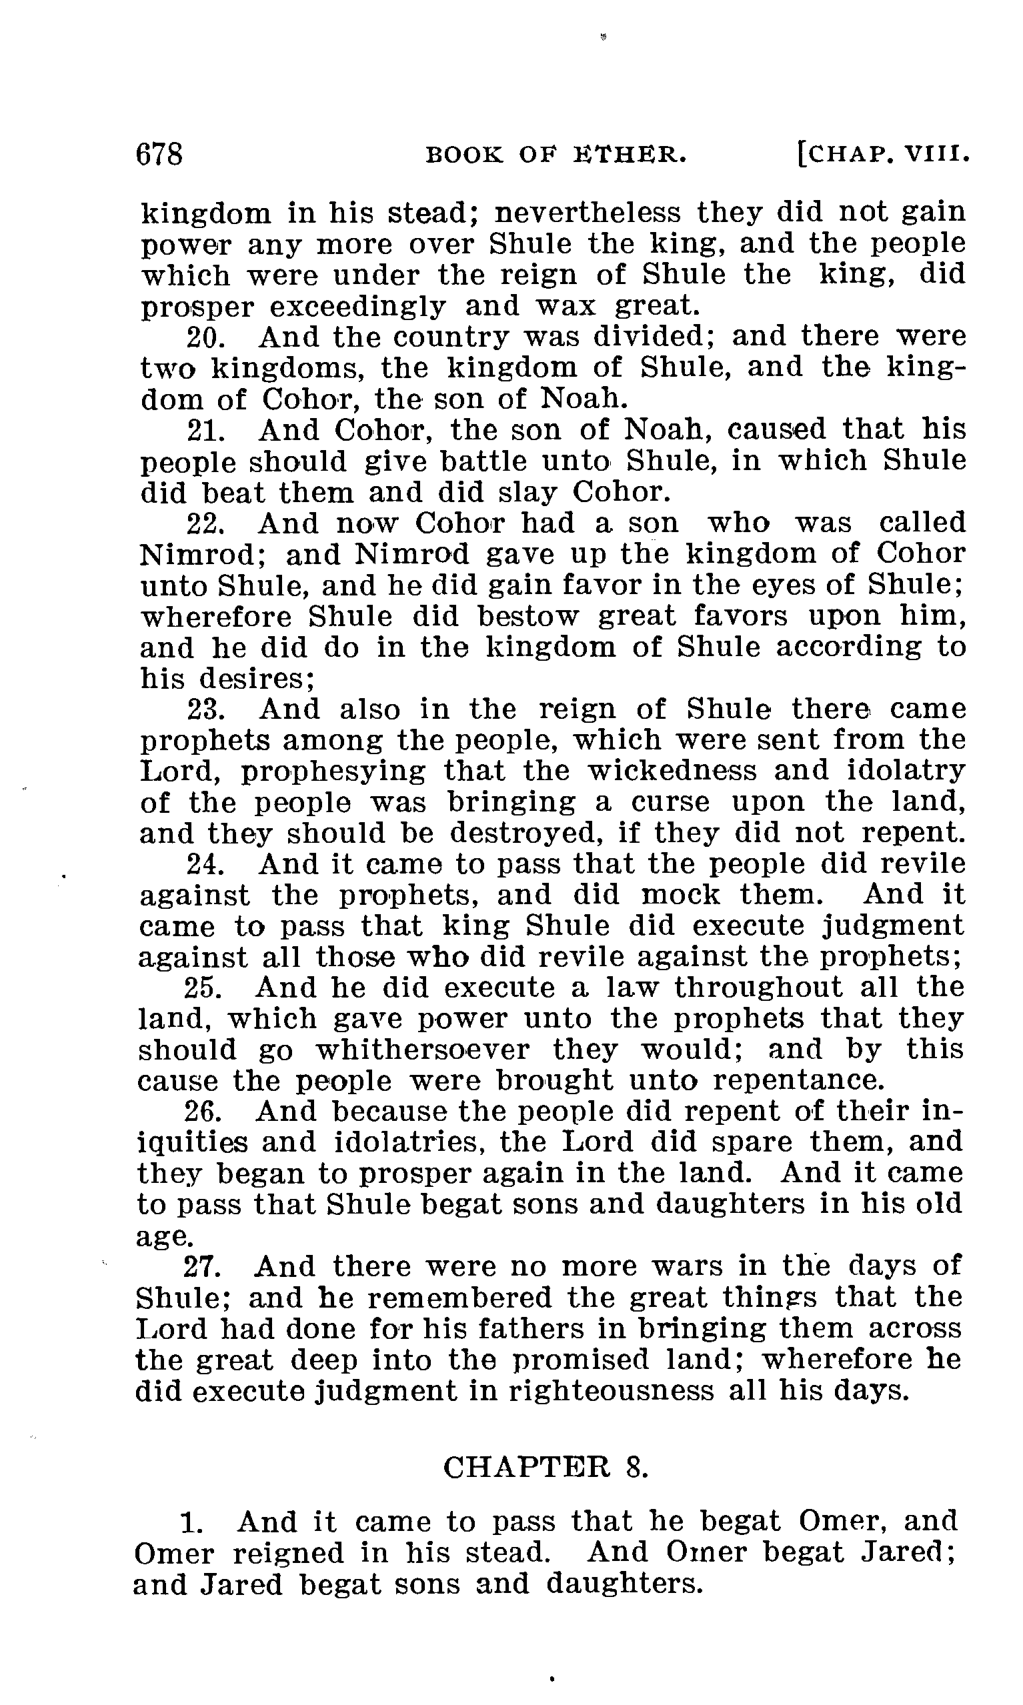 678 BOOK OF ETHER. [CHAP. VIII.
kingdom in his stead; nevertheless they did not gain
power any more over Shule the king, and the people
which were under the reign of Shule the king, did
prosper exceedingly and wax great.
20. And the country was divided; and there were
two kingdoms, the kingdom of Shule, and the king-
dom of Cohor, the son of Noah.
21. And Cohor, the son of Noah, caused that his
people should give battle unto Shule, in which Shule
did beat them and did slay Cohor.
22. And now Cohor had a son who was called
Nimrod; and Nimrod gave up the kingdom of Cohor
unto Shule, and he did gain favor in the eyes of Shule;
wherefore Shule did bestow great favors upon him,
and he did do in the kingdom of Shule according to
his desires;
23. And also in the reign of Shule there came
prophets among the people, which were sent from the
Lord, prophesying that the wickedness and idolatry
of the people was bringing a curse upon the land,
and they should be destroyed, if they did not repent.
24. And it came to pass that the people did revile
against the prophets, and did mock them. And it
came to pass that king Shule did execute judgment
against all those who did revile against the prophets;
25. And he did execute a law throughout all the
land, which gave power unto the prophets that they
should go whithersoever they would; and by this
cause the people were brought unto repentance.
26. And because the people did repent of their in-
iquities and idolatries, the Lord did spare them, and
they began to prosper again in the land. And it came
to pass that Shule begat sons and daughters in his old
age.
27. And there were no more wars in the days of
Shule; and he remembered the great things that the
Lord had done for his fathers in bringing them across
the great deep into the promised land; wherefore he
did execute judgment in righteousness all his days.
CHAPTER 8.
1. And it came to pass that he begat Omer, and
Omer reigned in his stead. And Omer begat Jared;
and Jared begat sons and daughters.